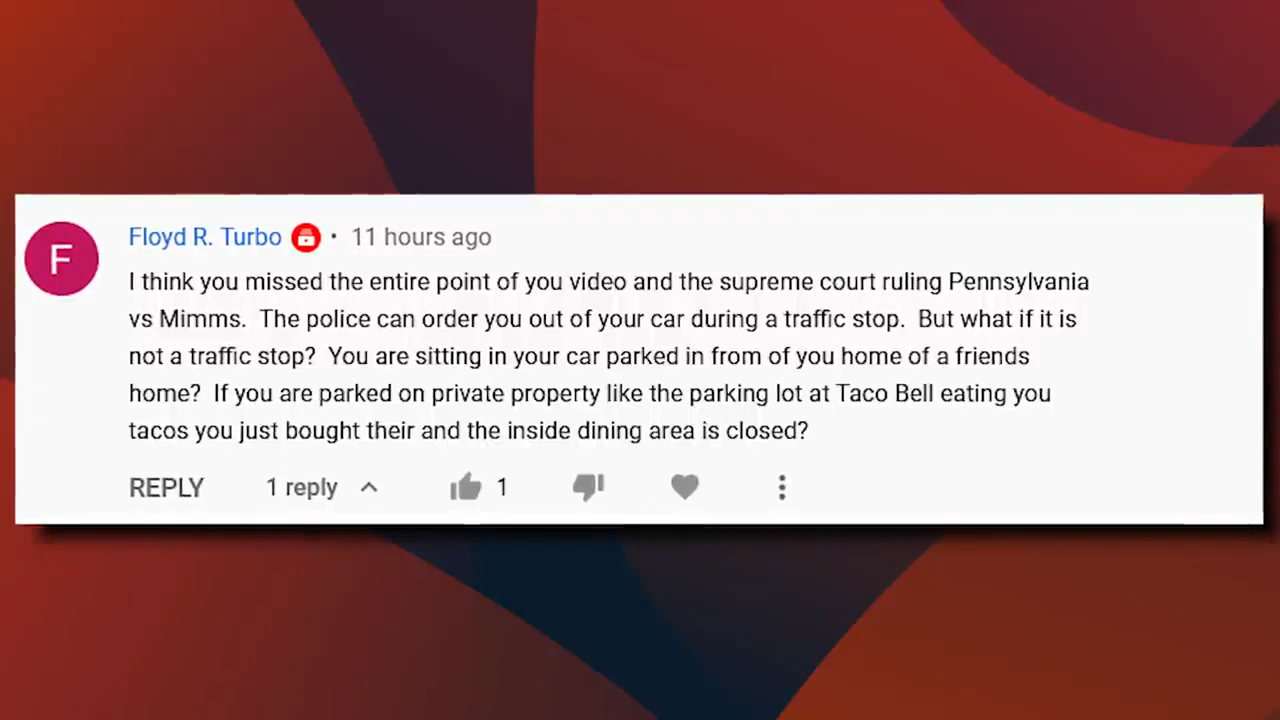 F
Floyd R. Turbo • 11 hours ago
I think you missed the entire point of you video and the supreme court ruling Pennsylvania
vs Mimms.  The police can order you out of your car during a traffic stop.  But what if it is
not a traffic stop?  You are sitting in your car parked in from of you home of a friends
home?  If you are parked on private property like the parking lot at Taco Bell eating you
tacos you just bought their and the inside dining area is closed?
REPLY 1 reply 1